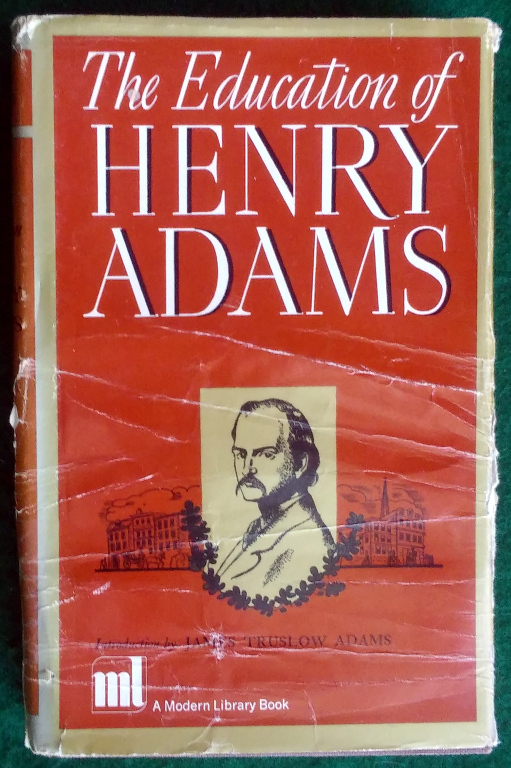 The Education of
HENRY
ADAMS
Introduction by JAMES TRUSLOW ADAMS
ml
A Modern Library Book